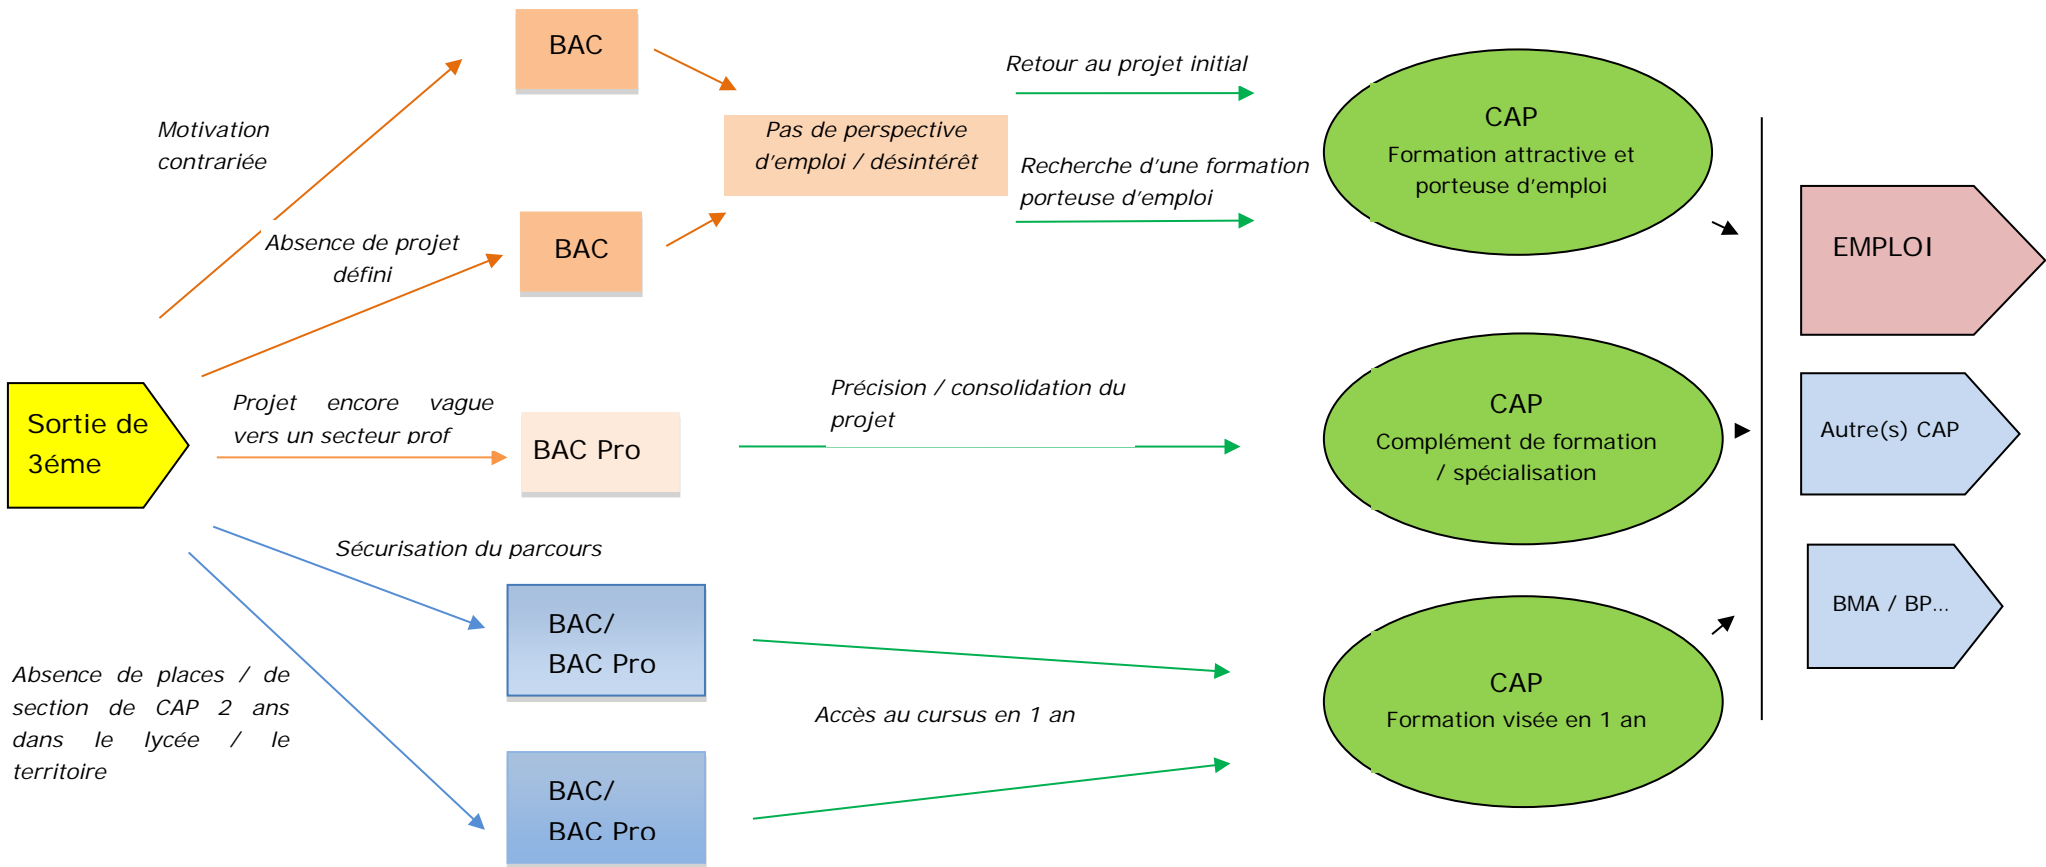 BAC
Retour au projet initial
Motivation
contrariée
Pas de perspective
d'emploi / désintérêt
CAP
Formation attractive et
porteuse d'emploi
Recherche d'une formation
porteuse d'emploi
Absence de projet
défini
BAC
EMPLOI
Sortie de
3éme
Projet encore vague
vers un secteur prof
BAC Pro
Précision / consolidation du
projet
CAP
Complément de formation
/ spécialisation
Autre(s) CAP
Sécurisation du parcours
BAC/
BAC Pro
BMA / BP...
Absence de places / de
section de CAP 2 ans
dans le lycée / le
territoire
Accès au cursus en 1 an
CAP
Formation visée en 1 an
BAC/
BAC Pro